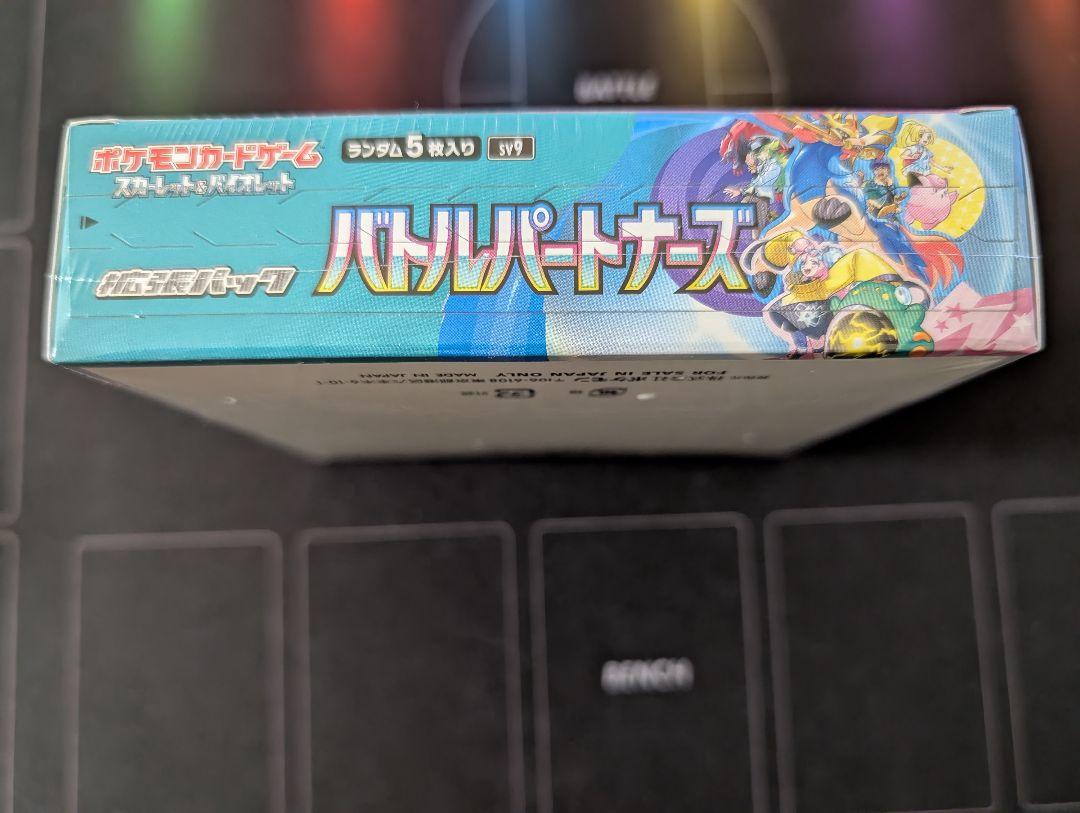 BATTLE
ポケモンカードゲーム
スカーレット&バイオレット
ランダム5枚入り
sv9
拡張パック
バトルパートナーズ
FOR SALE IN JAPAN ONLY MADE IN JAPAN
BENCH